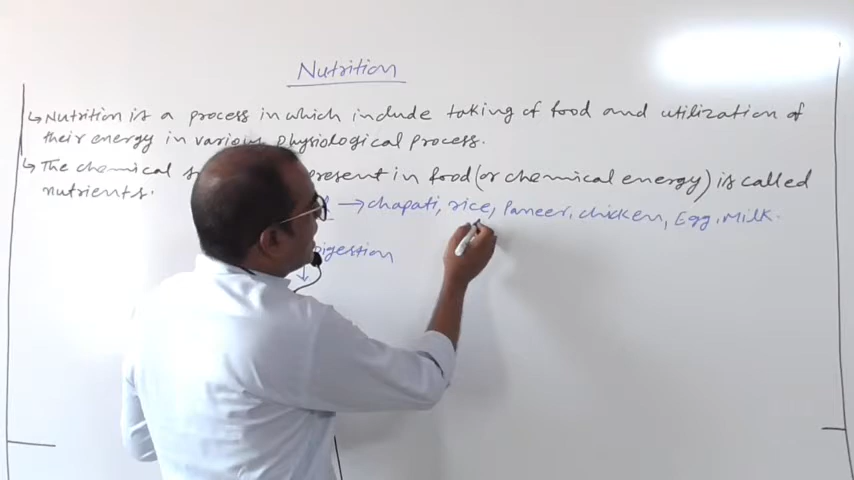 Nutrition
↳ Nutrition is a process in which include taking of food and utilization of
their energy in various physiological process.
↳ The chemical present in food (or chemical energy) is called
nutrients.
→ chapati, rice, Paneer, chicken, Egg, Milk.
Digestion
↓